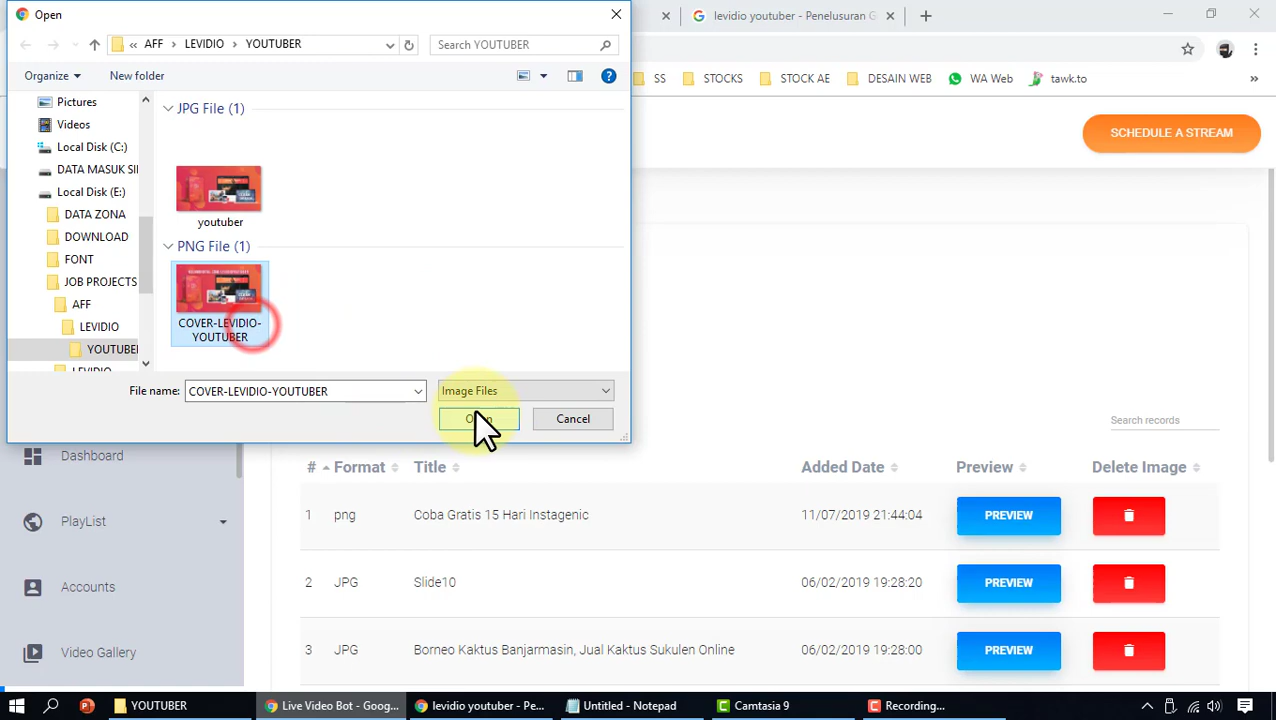 Open
levidio youtuber - Penelusuran G
AFF
LEVIDIO
YOUTUBER
Search YOUTUBER
Organize
New folder
SS
STOCKS
STOCK AE
DESAIN WEB
WA Web
tawk.to
Pictures
Videos
Local Disk (C:)
DATA MASUK SI
Local Disk (E:)
DATA ZONA
DOWNLOAD
FONT
JOB PROJECTS
AFF
LEVIDIO
YOUTUBE
JPG File (1)
youtuber
PNG File (1)
COVER-LEVIDIO-
YOUTUBER
File name:
COVER-LEVIDIO-YOUTUBER
Image Files
Open
Cancel
SCHEDULE A STREAM
Search records
Dashboard
PlayList
Accounts
Video Gallery
# Format Title Added Date Preview Delete Image
1 png Coba Gratis 15 Hari Instagenic 11/07/2019 21:44:04 PREVIEW
2 JPG Slide10 06/02/2019 19:28:20 PREVIEW
3 JPG Borneo Kaktus Banjarmasin, Jual Kaktus Sukulen Online 06/02/2019 19:28:00 PREVIEW
YOUTUBER
Live Video Bot - Goog...
levidio youtuber - Pe...
Untitled - Notepad
Camtasia 9
Recording...